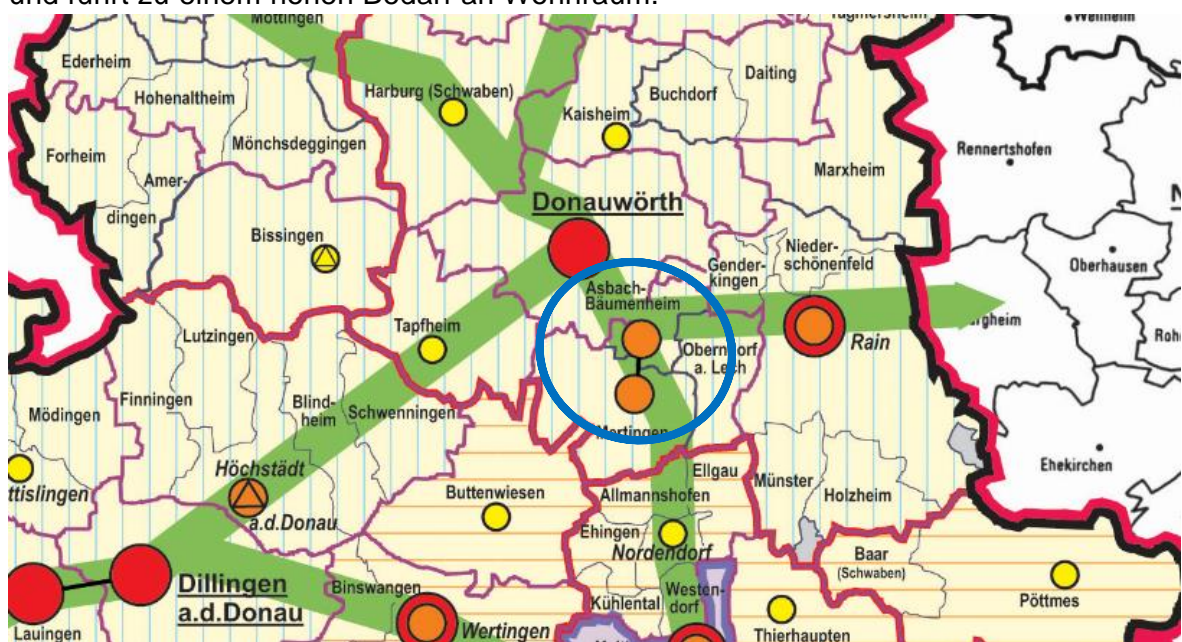 und führt zu einem hohen Bedarf an Wohnraum.
Möttingen
Ederheim
Hohenaltheim
Harburg (Schwaben)
Daiting
Buchdorf
Kaisheim
Rennertshofen
Forheim
Mönchsdeggingen
Amer-
dingen
Marxheim
Donauwörth
Bissingen
Nieder-
schönenfeld
Gender-
kingen
Oberhausen
Asbach-
Bäumenheim
Lutzingen
Tapfheim
Rain
Oberndorf
a. Lech
Mödingen
Finningen
Blind-
heim
Schwenningen
Mertingen
Ehekirchen
Höchstädt
a.d.Donau
Ellgau
Münster
Buttenwiesen
Allmannshofen
Holzheim
Ehingen
Nordendorf
Baar
(Schwaben)
Dillingen
a.d.Donau
Binswangen
Westen-
dorf
Kühlental
Pöttmes
Lauingen
Wertingen
Thierhaupten